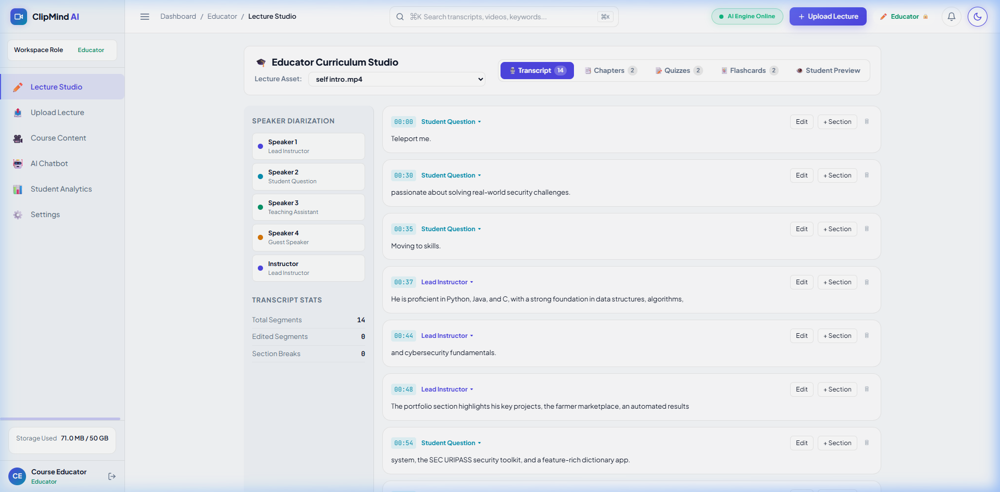 ClipMind AI
Dashboard / Educator / Lecture Studio
⌘K Search transcripts, videos, keywords...
⌘K
AI Engine Online
+ Upload Lecture
Educator
Workspace Role Educator
Lecture Studio
Upload Lecture
Course Content
AI Chatbot
Student Analytics
Settings
Storage Used 71.0 MB / 50 GB
CE
Course Educator
Educator
Educator Curriculum Studio
Lecture Asset: self intro.mp4
Transcript 14
Chapters 2
Quizzes 2
Flashcards 2
Student Preview
SPEAKER DIARIZATION
Speaker 1
Lead Instructor
Speaker 2
Student Question
Speaker 3
Teaching Assistant
Speaker 4
Guest Speaker
Instructor
Lead Instructor
TRANSCRIPT STATS
Total Segments 14
Edited Segments 0
Section Breaks 0
00:00 Student Question Edit + Section
Teleport me.
00:30 Student Question Edit + Section
passionate about solving real-world security challenges.
00:35 Student Question Edit + Section
Moving to skills.
00:37 Lead Instructor Edit + Section
He is proficient in Python, Java, and C, with a strong foundation in data structures, algorithms,
00:44 Lead Instructor Edit + Section
and cybersecurity fundamentals.
00:48 Lead Instructor Edit + Section
The portfolio section highlights his key projects, the farmer marketplace, an automated results
00:54 Student Question Edit + Section
system, the SEC URIPASS security toolkit, and a feature-rich dictionary app.